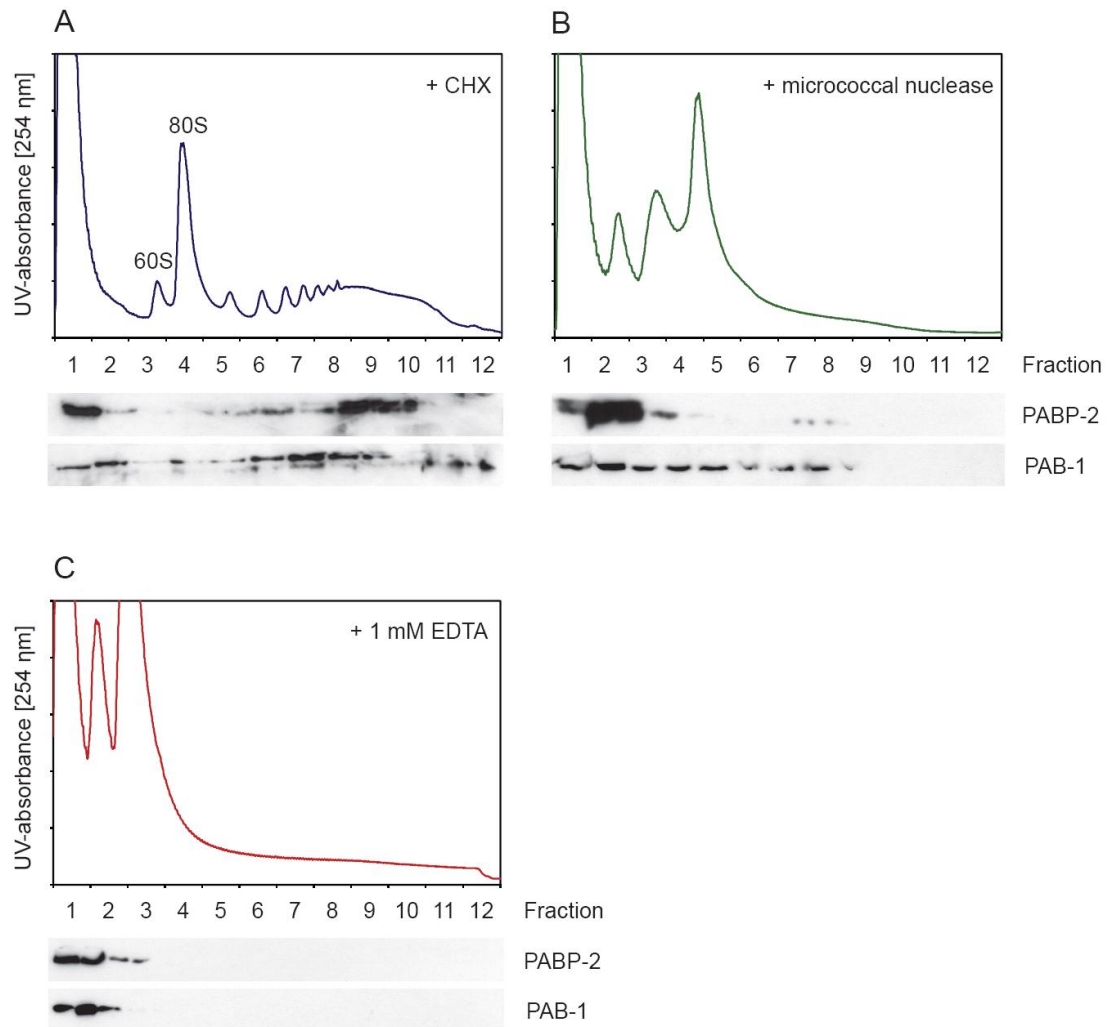 A
UV-absorbance [254 ηm]
+ CHX
60S
80S
1 2 3 4 5 6 7 8 9 10 11 12
B
+ micrococcal nuclease
1 2 3 4 5 6 7 8 9 10 11 12 Fraction
PABP-2
PAB-1
C
UV-absorbance [254 ηm]
+ 1 mM EDTA
1 2 3 4 5 6 7 8 9 10 11 12 Fraction
PABP-2
PAB-1